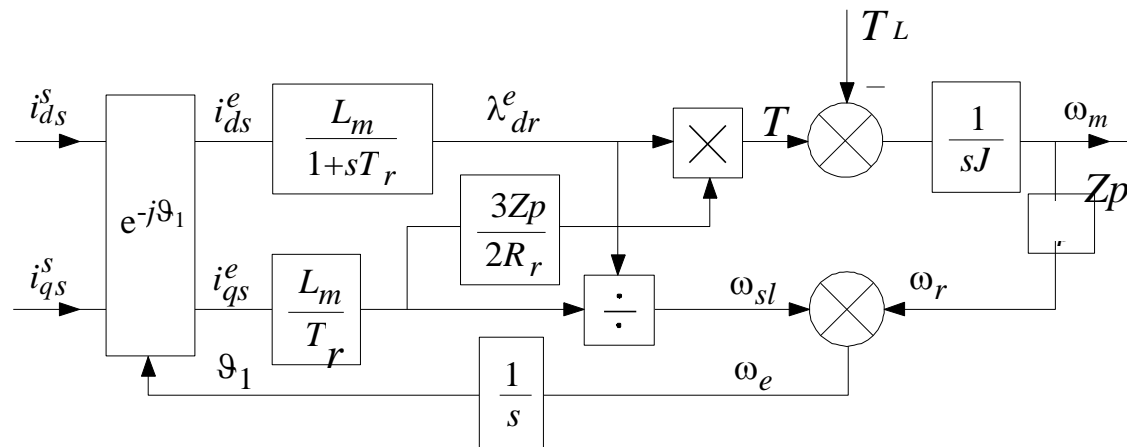 T L
i^s_ds
i^e_ds
L_m
1+sT_r
λ^e_dr
T
−
1
sJ
ω_m
Zp
e^-jϑ_1
3Zp
2R_r
i^s_qs
i^e_qs
L_m
T_r
ω_sl
ω_r
ϑ_1
1
s
ω_e